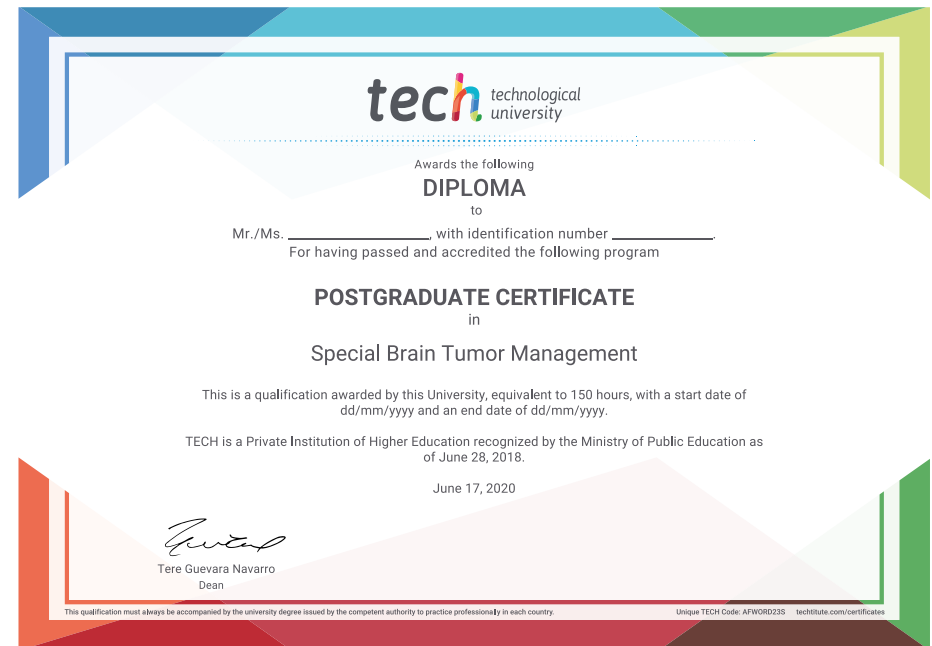 tech technological
university
Awards the following
DIPLOMA
to
Mr./Ms. ____________________, with identification number ______________.
For having passed and accredited the following program
POSTGRADUATE CERTIFICATE
in
Special Brain Tumor Management
This is a qualification awarded by this University, equivalent to 150 hours, with a start date of
dd/mm/yyyy and an end date of dd/mm/yyyy.
TECH is a Private Institution of Higher Education recognized by the Ministry of Public Education as
of June 28, 2018.
June 17, 2020
Tere Guevara Navarro
Dean
This qualification must always be accompanied by the university degree issued by the competent authority to practice professionally in each country.
Unique TECH Code: AFWORD23S techtitute.com/certificates